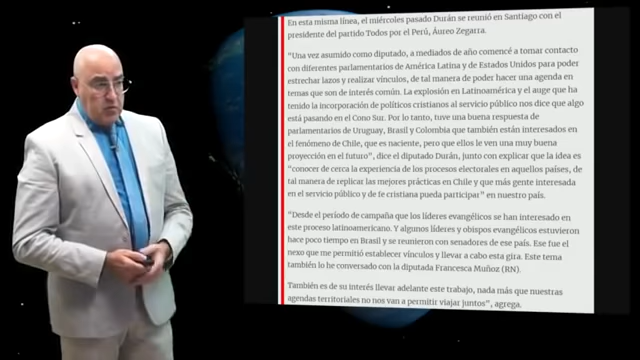 En esta misma línea, el miércoles pasado Durán se reunió en Santiago con el
presidente del partido Todos por el Perú, Áureo Zegarra.
"Una vez asumido como diputado, a mediados de año comencé a tomar contacto
con diferentes parlamentarios de América Latina y de Estados Unidos para poder
estrechar lazos y realizar vínculos, de tal manera de poder hacer una agenda en
temas que son de interés común. La explosión en Latinoamérica y el auge que ha
tenido la incorporación de políticos cristianos al servicio público nos dice que algo
está pasando en el Cono Sur. Por lo tanto, tuve una buena respuesta de
parlamentarios de Uruguay, Brasil y Colombia que también están interesados en
el fenómeno de Chile, que es naciente, pero que ellos le ven una muy buena
proyección en el futuro", dice el diputado Durán, junto con explicar que la idea es
"conocer de cerca la experiencia de los procesos electorales en aquellos países, de
tal manera de replicar las mejores prácticas en Chile y que más gente interesada
en el servicio público y de fe cristiana pueda participar" en nuestro país.
"Desde el período de campaña que los líderes evangélicos se han interesado en
este proceso latinoamericano. Y algunos líderes y obispos evangélicos estuvieron
hace poco tiempo en Brasil y se reunieron con senadores de ese país. Ese fue el
nexo que me permitió establecer vínculos y llevar a cabo esta gira. Este tema
también lo he conversado con la diputada Francesca Muñoz (RN).
También es de su interés llevar adelante este trabajo, nada más que nuestras
agendas territoriales no nos van a permitir viajar juntos", agrega.